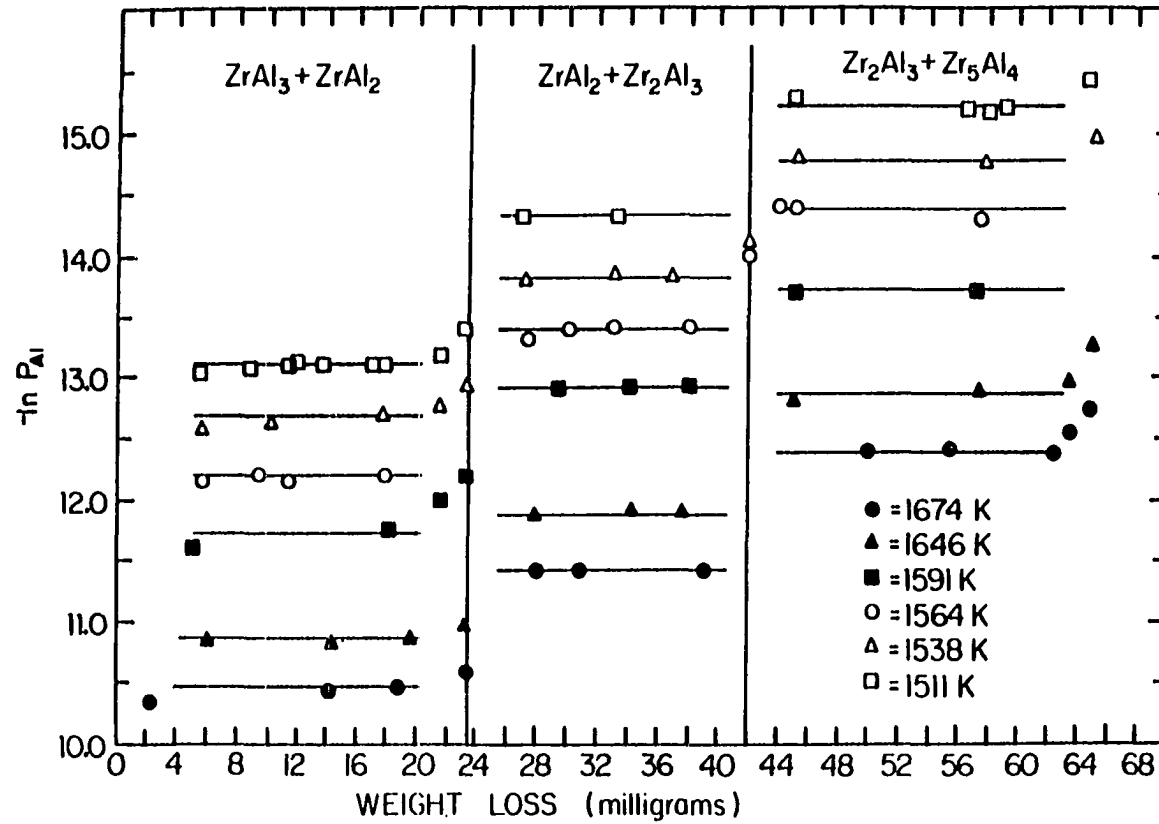 ZrAl₃ + ZrAl₂
ZrAl₂ + Zr₂Al₃
Zr₂Al₃ + Zr₅Al₄
15.0
14.0
13.0
12.0
11.0
10.0
-ln P_Al
● = 1674 K
▲ = 1646 K
■ = 1591 K
○ = 1564 K
△ = 1538 K
□ = 1511 K
0 4 8 12 16 20 24 28 32 36 40 44 48 52 56 60 64 68
WEIGHT LOSS (milligrams)